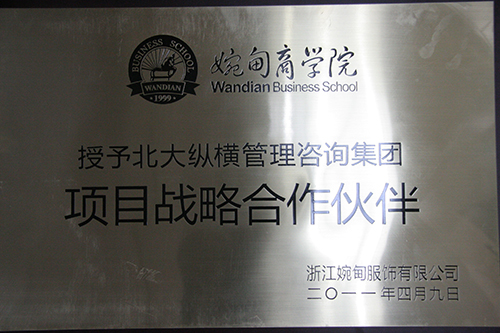 BUSINESS SCHOOL
WANDIAN
1999
婉甸商学院
Wandian Business School
授予北大纵横管理咨询集团
项目战略合作伙伴
浙江婉甸服饰有限公司
二〇一一年四月九日